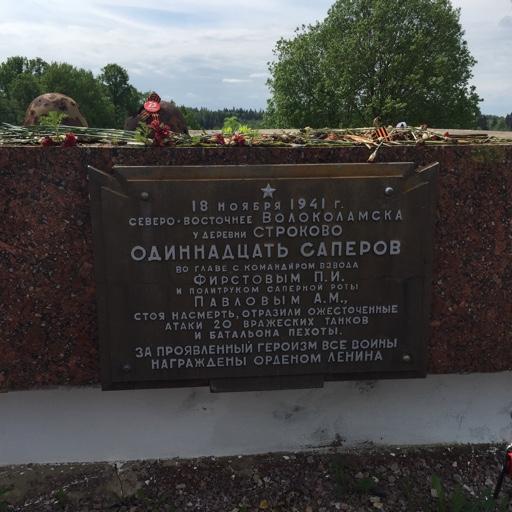 18 НОЯБРЯ 1941 г.
СЕВЕРО-ВОСТОЧНЕЕ ВОЛОКОЛАМСКА
У ДЕРЕВНИ СТРОКОВО
ОДИННАДЦАТЬ САПЕРОВ
ВО ГЛАВЕ С КОМАНДИРОМ ВЗВОДА
ФИРСТОВЫМ П.И.
И ПОЛИТРУКОМ САПЕРНОЙ РОТЫ
ПАВЛОВЫМ А.М.,
СТОЯ НАСМЕРТЬ, ОТРАЗИЛИ ОЖЕСТОЧЕННЫЕ
АТАКИ 20 ВРАЖЕСКИХ ТАНКОВ
И БАТАЛЬОНА ПЕХОТЫ.
ЗА ПРОЯВЛЕННЫЙ ГЕРОИЗМ ВСЕ ВОИНЫ
НАГРАЖДЕНЫ ОРДЕНОМ ЛЕНИНА